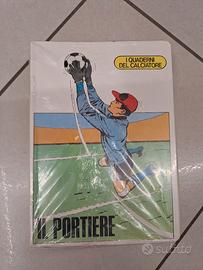 I QUADERNI
DEL CALCIATORE
IL PORTIERE
subito